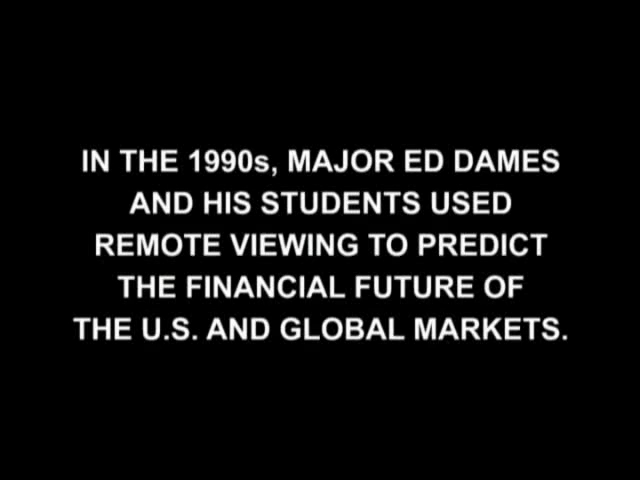 IN THE 1990s, MAJOR ED DAMES
AND HIS STUDENTS USED
REMOTE VIEWING TO PREDICT
THE FINANCIAL FUTURE OF
THE U.S. AND GLOBAL MARKETS.